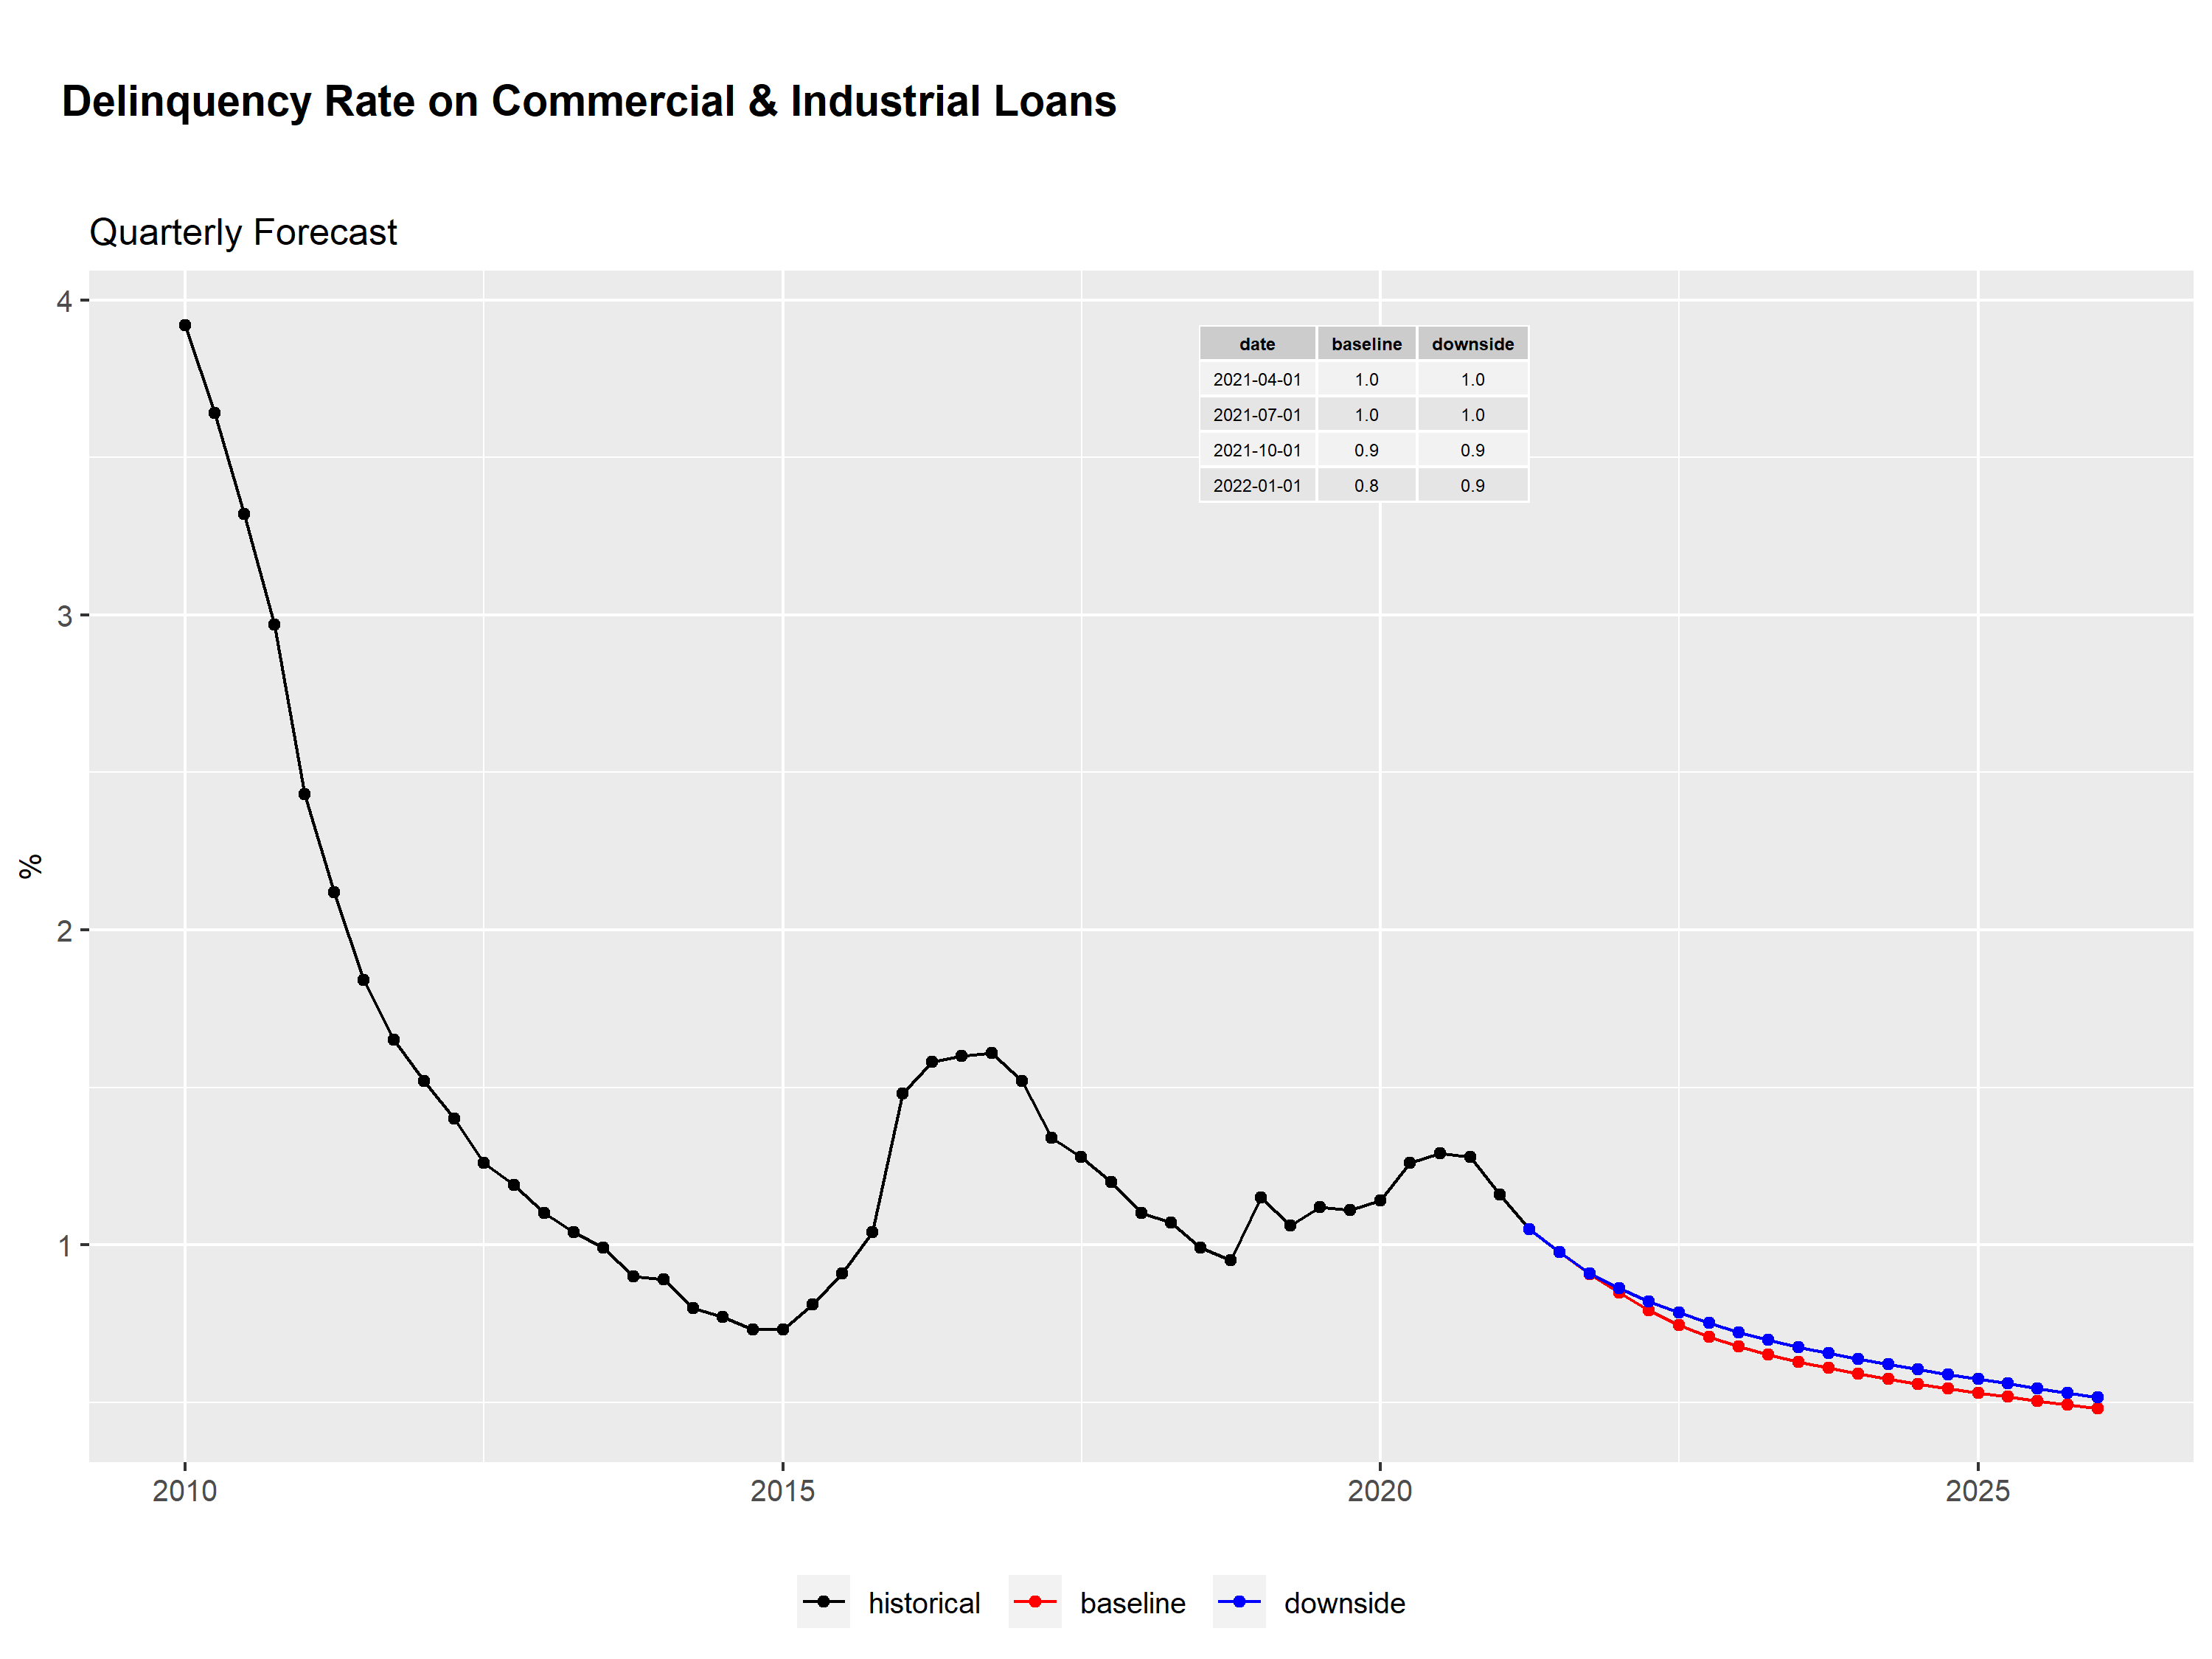 Delinquency Rate on Commercial & Industrial Loans
Quarterly Forecast
%
4
3
2
1
date baseline downside
2021-04-01 1.0 1.0
2021-07-01 1.0 1.0
2021-10-01 0.9 0.9
2022-01-01 0.8 0.9
2010 2015 2020 2025
historical baseline downside